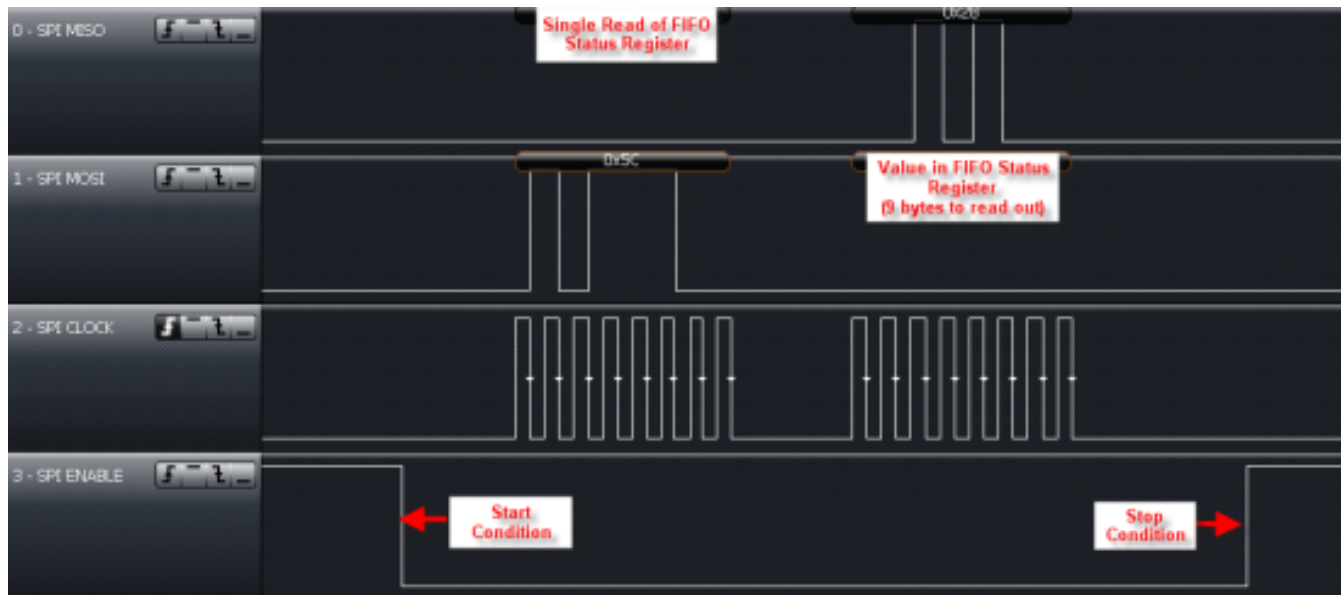 0 - SPI MISO
Single Read of FIFO
Status Register
0x28
1 - SPI MOSI
0x5C
Value in FIFO Status
Register
(9 bytes to read out)
2 - SPI CLOCK
3 - SPI ENABLE
Start
Condition
Stop
Condition